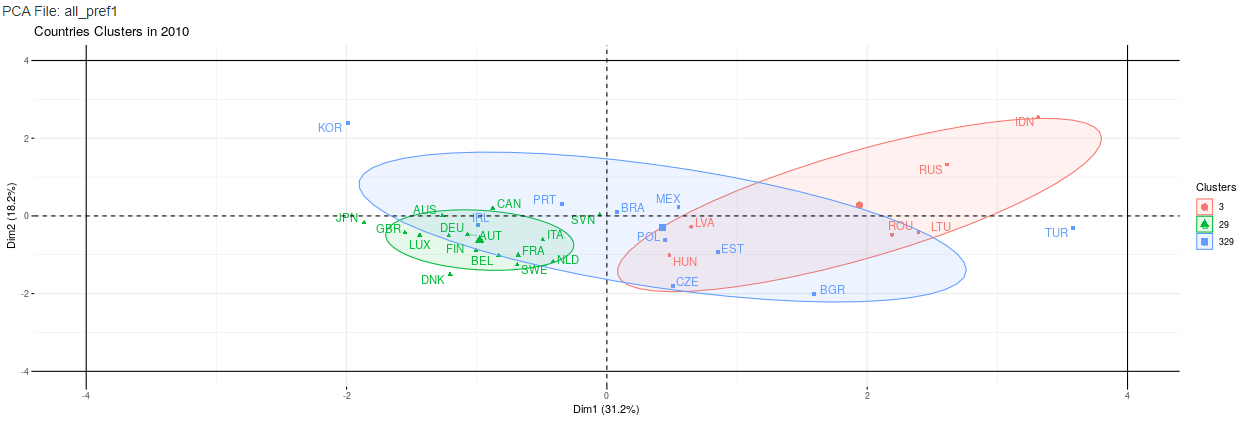 PCA File: all_pref1
Countries Clusters in 2010
4
KOR
IDN
2
RUS
Clusters
3
29
329
PRT
MEX
AUS
CAN
IRL
BRA
0
JPN
SVN
LVA
GBR
DEU
ROU
LTU
TUR
LUX
AUT
ITA
POL
FIN
FRA
EST
BEL
NLD
HUN
SWE
DNK
CZE
BGR
-2
-4
Dim2 (18.2%)
-4
-2
0
2
4
Dim1 (31.2%)